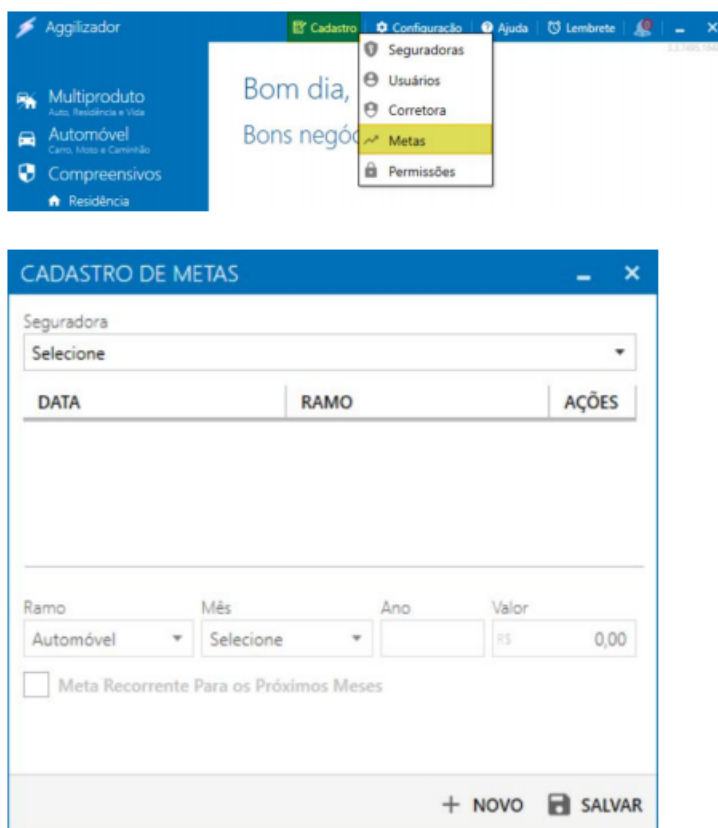 Aggilizador
Cadastro
Configuração
Ajuda
Lembrete
Seguradoras
Usuários
Corretora
Metas
Permissões
Multiproduto
Auto, Residência e Vida
Automóvel
Carro, Moto e Caminhão
Compreensivos
Residência
Bom dia,
Bons negóc
CADASTRO DE METAS
Seguradora
Selecione
DATA RAMO AÇÕES
Ramo Mês Ano Valor
Automóvel Selecione R$ 0,00
Meta Recorrente Para os Próximos Meses
+ NOVO SALVAR